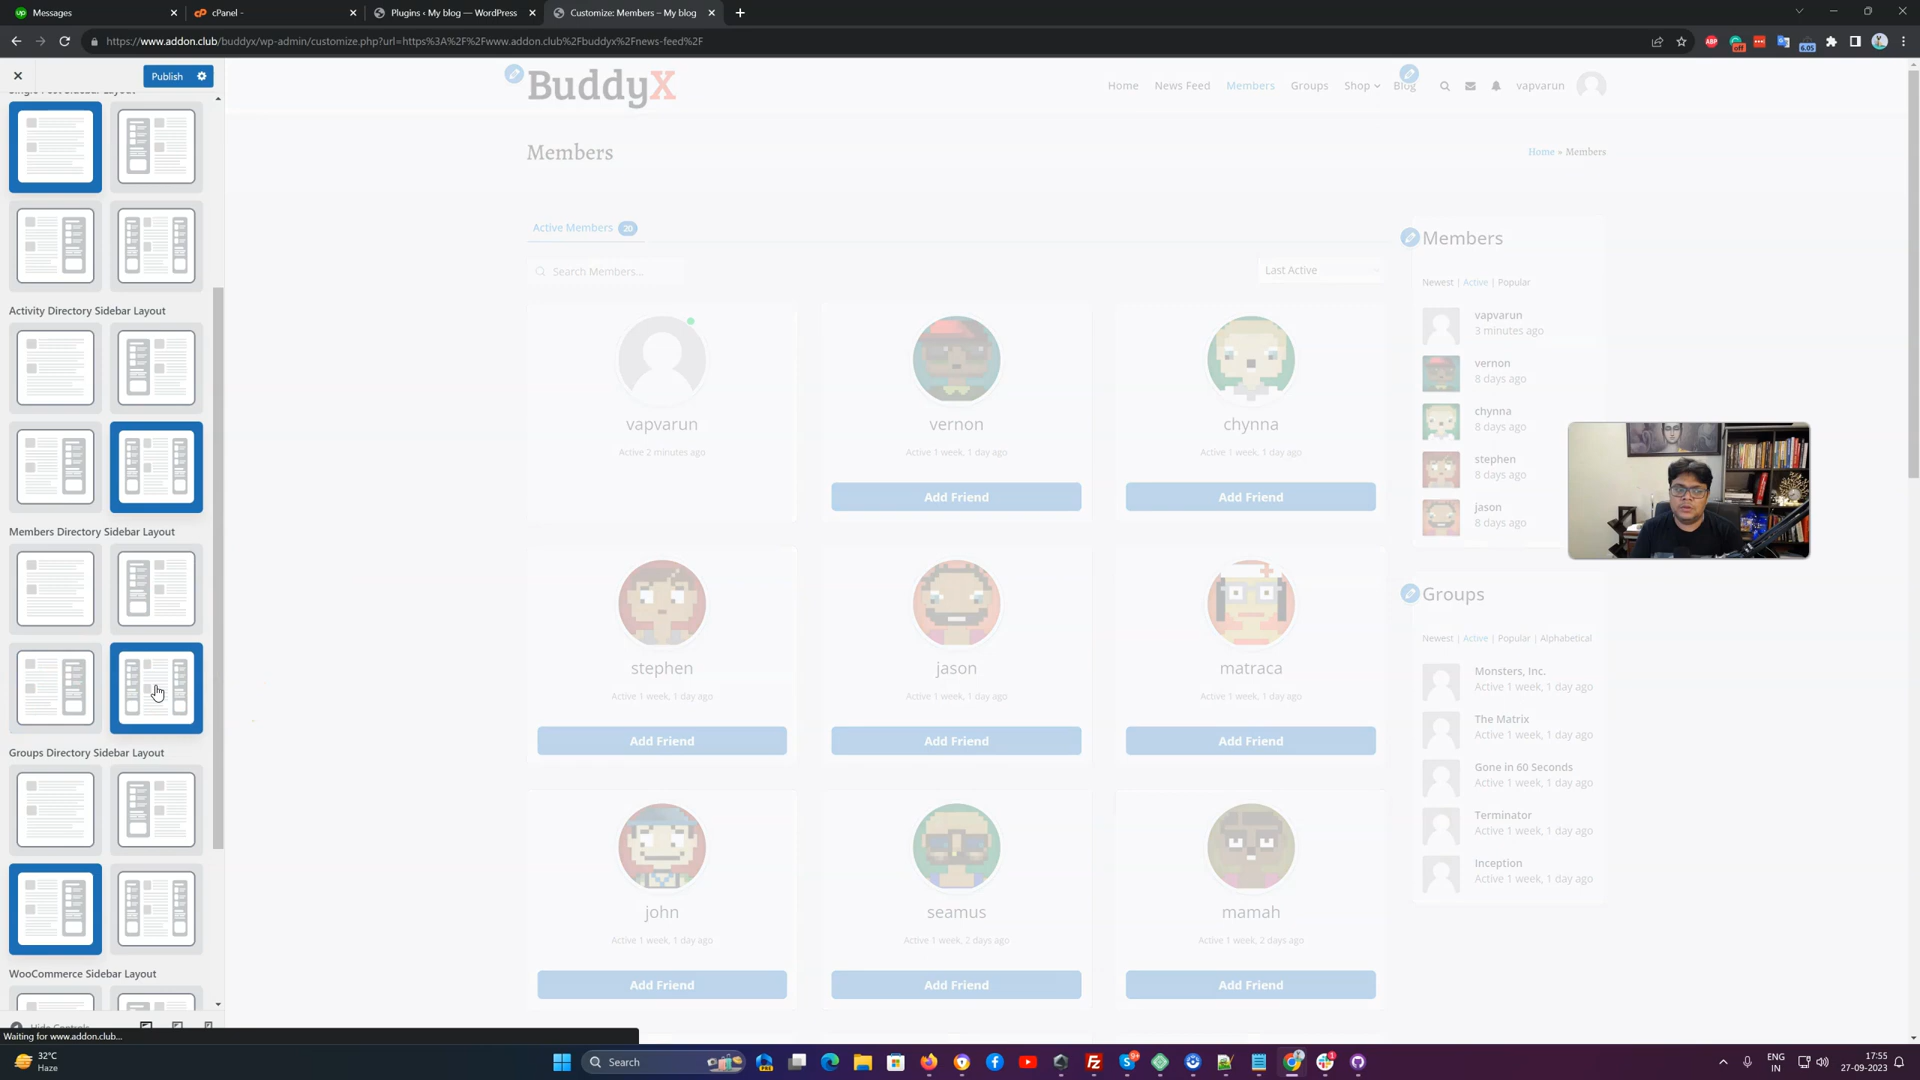 Messages
cPanel -
Plugins ‹ My blog — WordPress
Customize: Members – My blog
https://www.addon.club/buddyx/wp-admin/customize.php?url=https%3A%2F%2Fwww.addon.club%2Fbuddyx%2Fnews-feed%2F
Publish
Single Post Sidebar Layout
Activity Directory Sidebar Layout
Members Directory Sidebar Layout
Groups Directory Sidebar Layout
WooCommerce Sidebar Layout
Hide Controls
Waiting for www.addon.club...
BuddyX
Home
News Feed
Members
Groups
Shop
Blog
vapvarun
Members
Home » Members
Active Members 20
Search Members...
Last Active
vapvarun
Active 2 minutes ago
vernon
Active 1 week, 1 day ago
Add Friend
chynna
Active 1 week, 1 day ago
Add Friend
stephen
Active 1 week, 1 day ago
Add Friend
jason
Active 1 week, 1 day ago
Add Friend
matraca
Active 1 week, 1 day ago
Add Friend
john
Active 1 week, 1 day ago
Add Friend
seamus
Active 1 week, 2 days ago
Add Friend
mamah
Active 1 week, 2 days ago
Add Friend
Members
Newest | Active | Popular
vapvarun
3 minutes ago
vernon
8 days ago
chynna
8 days ago
stephen
8 days ago
jason
8 days ago
Groups
Newest | Active | Popular | Alphabetical
Monsters, Inc.
Active 1 week, 1 day ago
The Matrix
Active 1 week, 1 day ago
Gone in 60 Seconds
Active 1 week, 1 day ago
Terminator
Active 1 week, 1 day ago
Inception
Active 1 week, 1 day ago
32°C
Haze
Search
ENG
IN
17:55
27-09-2023